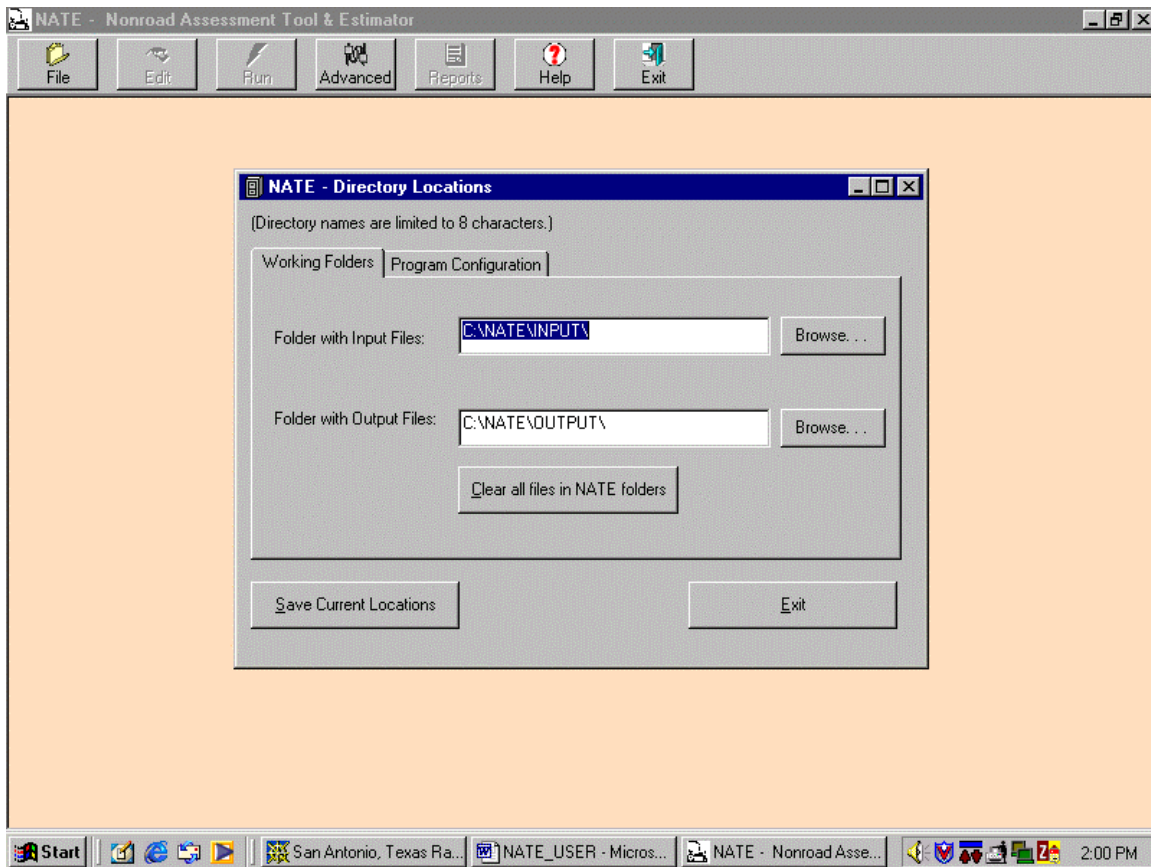 NATE - Nonroad Assessment Tool & Estimator
File Edit Run Advanced Reports Help Exit
NATE - Directory Locations
(Directory names are limited to 8 characters.)
Working Folders Program Configuration
Folder with Input Files: C:\NATE\INPUT\ Browse. . .
Folder with Output Files: C:\NATE\OUTPUT\ Browse. . .
Clear all files in NATE folders
Save Current Locations Exit
Start San Antonio, Texas Ra... NATE_USER - Micros... NATE - Nonroad Asse... 2:00 PM